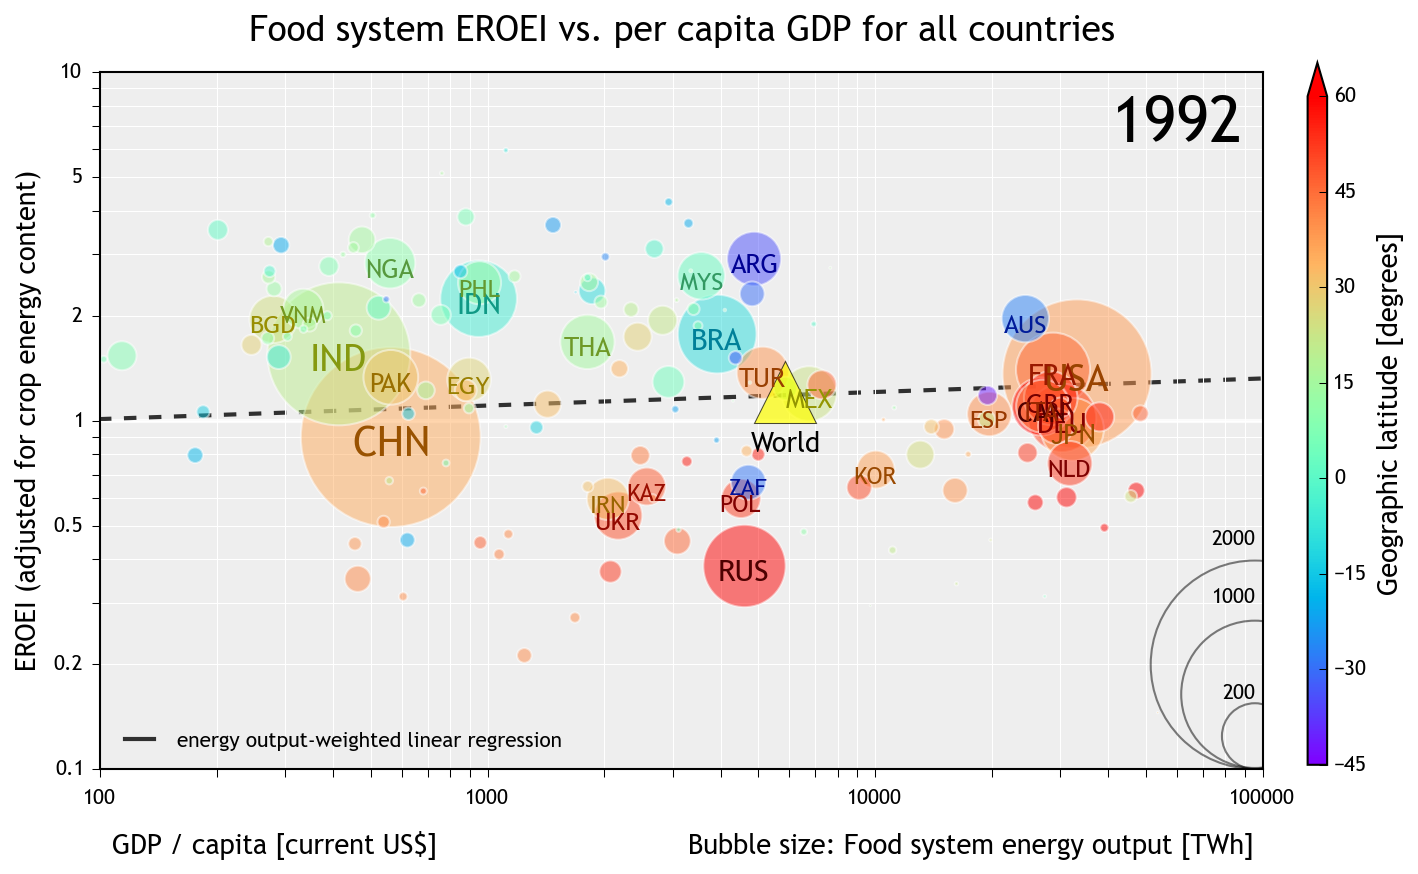 Food system EROEI vs. per capita GDP for all countries
1992
EROEI (adjusted for crop energy content)
10
5
2
1
0.5
0.2
0.1
NGA
PHL
IDN
MYS
ARG
VNM
BGD
IND
THA
BRA
AUS
PAK
EGY
TUR
MEX
FRA
USA
GBR
ESP
JPN
CHN
World
NLD
KOR
KAZ
IRN
UKR
ZAF
POL
RUS
2000
1000
200
energy output-weighted linear regression
100
1000
10000
100000
GDP / capita [current US$]
Bubble size: Food system energy output [TWh]
60
45
30
15
0
−15
−30
−45
Geographic latitude [degrees]